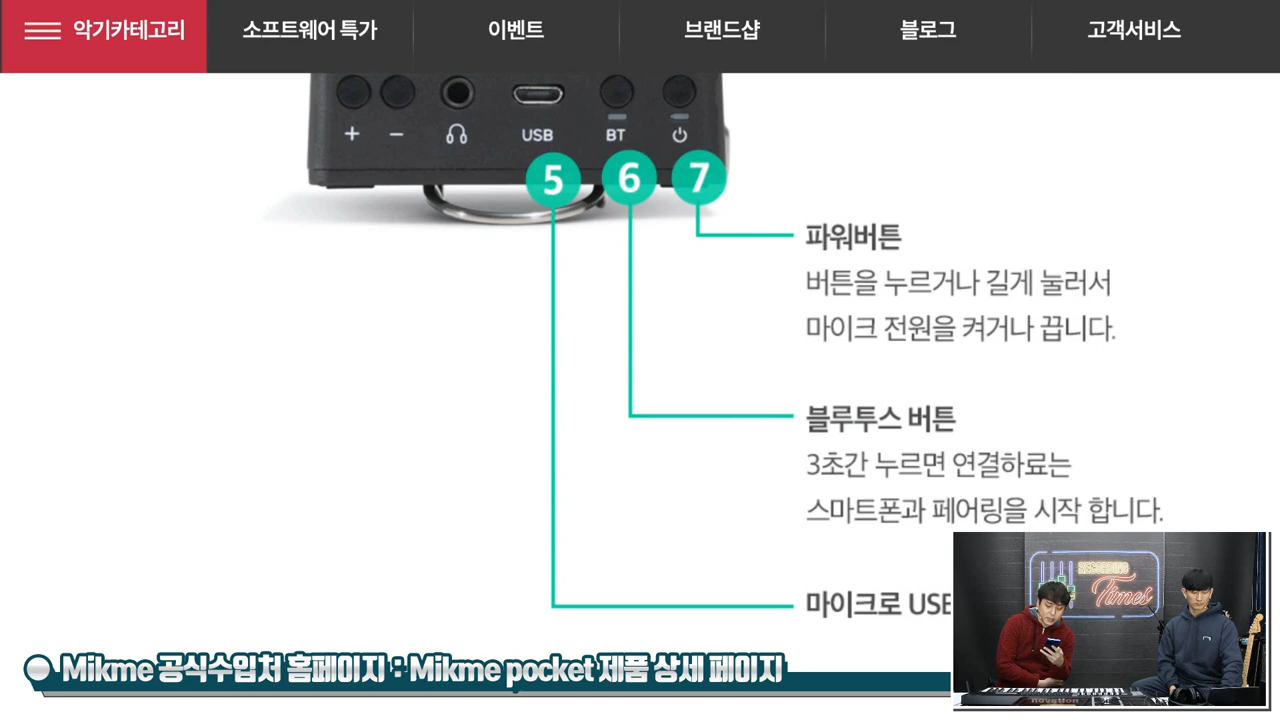 악기카테고리
소프트웨어 특가
이벤트
브랜드샵
블로그
고객서비스
+
−
USB
BT
5
6
7
파워버튼
버튼을 누르거나 길게 눌러서
마이크 전원을 켜거나 끕니다.
블루투스 버튼
3초간 누르면 연결하료는
스마트폰과 페어링을 시작 합니다.
마이크로 USB
Times
novation
Mikme 공식수입처 홈페이지 : Mikme pocket 제품 상세 페이지